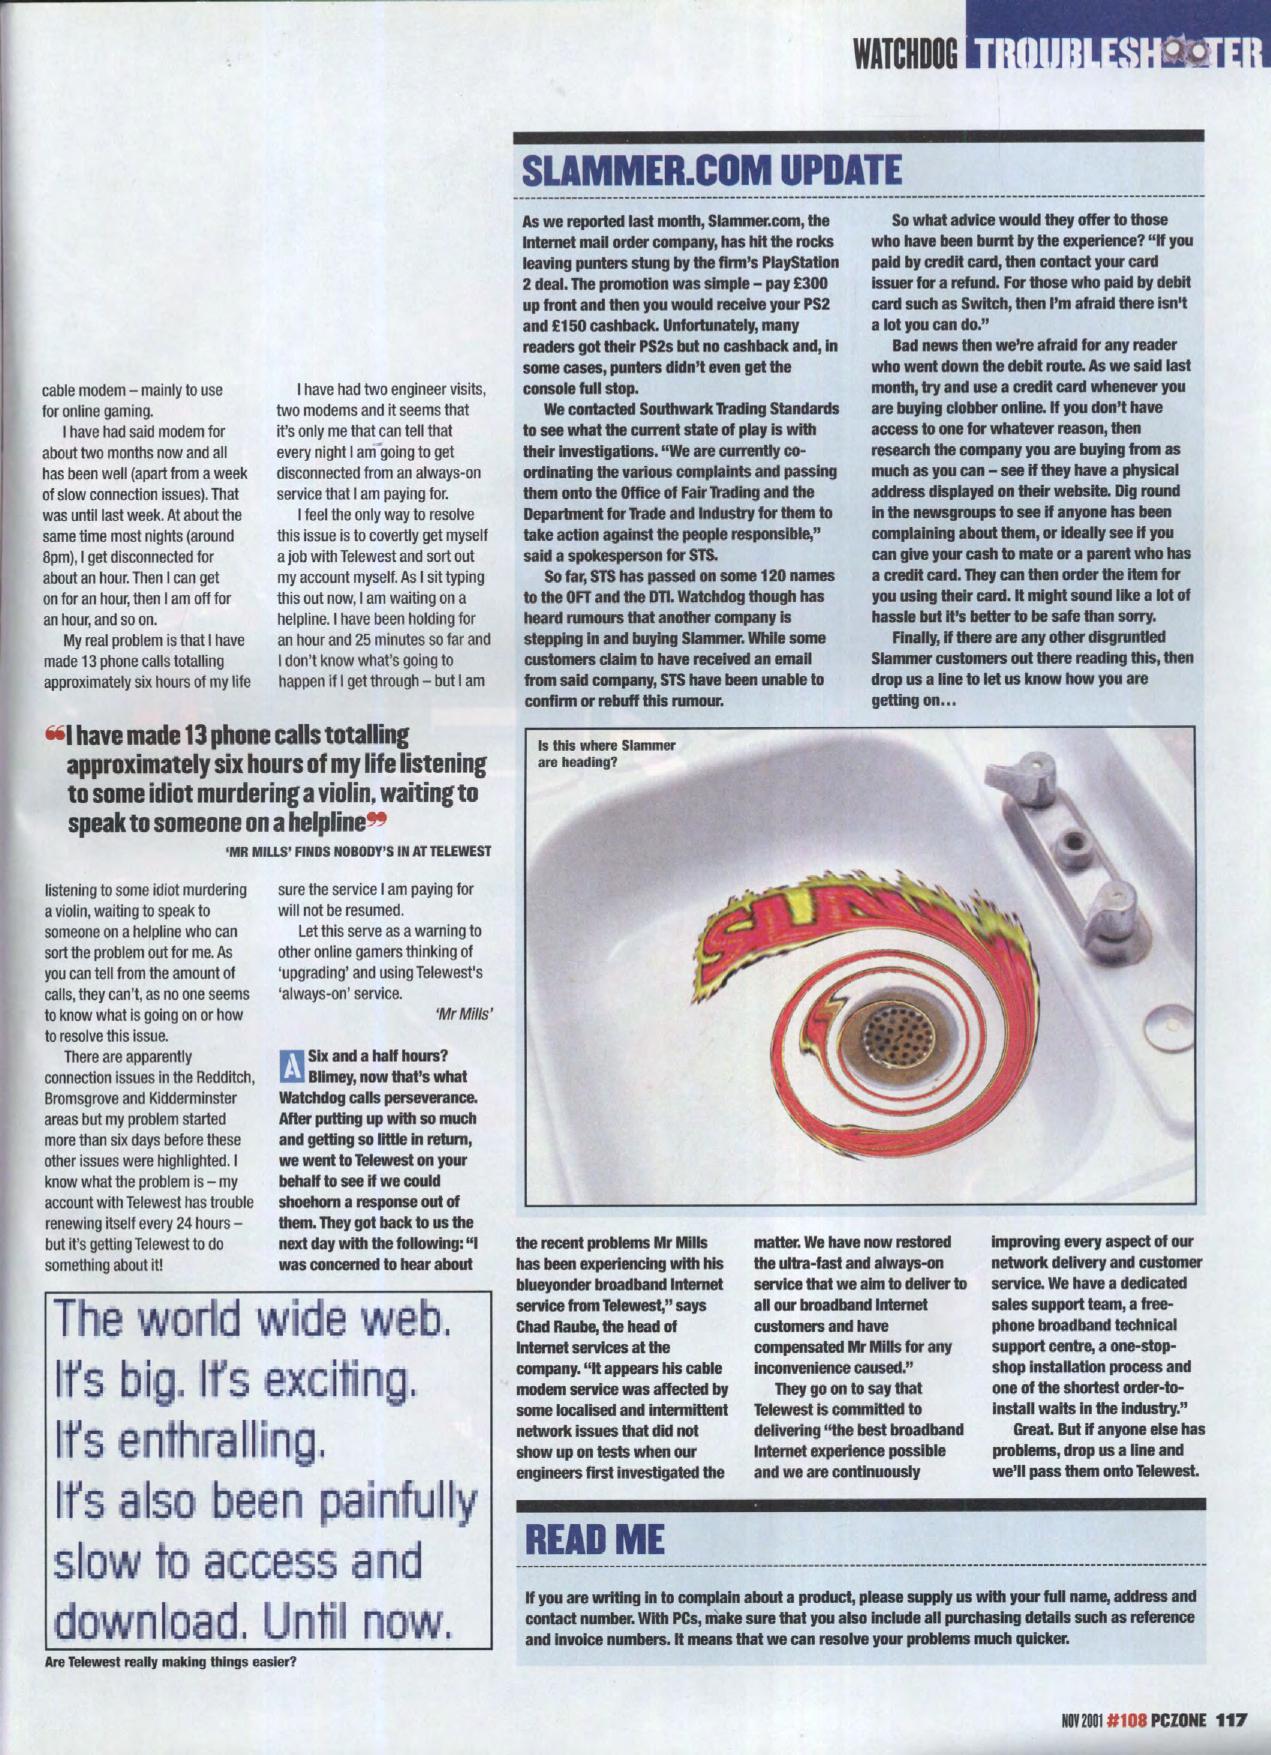 WATCHDOG TROUBLESHOOTER
cable modem – mainly to use
for online gaming.
I have had said modem for
about two months now and all
has been well (apart from a week
of slow connection issues). That
was until last week. At about the
same time most nights (around
8pm), I get disconnected for
about an hour. Then I can get
on for an hour, then I am off for
an hour, and so on.
My real problem is that I have
made 13 phone calls totalling
approximately six hours of my life
I have had two engineer visits,
two modems and it seems that
it's only me that can tell that
every night I am going to get
disconnected from an always-on
service that I am paying for.
I feel the only way to resolve
this issue is to covertly get myself
a job with Telewest and sort out
my account myself. As I sit typing
this out now, I am waiting on a
helpline. I have been holding for
an hour and 25 minutes so far and
I don't know what's going to
happen if I get through – but I am
“I have made 13 phone calls totalling
approximately six hours of my life listening
to some idiot murdering a violin, waiting to
speak to someone on a helpline”
‘MR MILLS’ FINDS NOBODY'S IN AT TELEWEST
listening to some idiot murdering
a violin, waiting to speak to
someone on a helpline who can
sort the problem out for me. As
you can tell from the amount of
calls, they can't, as no one seems
to know what is going on or how
to resolve this issue.
There are apparently
connection issues in the Redditch,
Bromsgrove and Kidderminster
areas but my problem started
more than six days before these
other issues were highlighted. I
know what the problem is – my
account with Telewest has trouble
renewing itself every 24 hours –
but it's getting Telewest to do
something about it!
sure the service I am paying for
will not be resumed.
Let this serve as a warning to
other online gamers thinking of
‘upgrading’ and using Telewest's
‘always-on’ service.
‘Mr Mills’
A Six and a half hours?
Blimey, now that's what
Watchdog calls perseverance.
After putting up with so much
and getting so little in return,
we went to Telewest on your
behalf to see if we could
shoehorn a response out of
them. They got back to us the
next day with the following: “I
was concerned to hear about
the recent problems Mr Mills
has been experiencing with his
blueyonder broadband Internet
service from Telewest,” says
Chad Raube, the head of
Internet services at the
company. “It appears his cable
modem service was affected by
some localised and intermittent
network issues that did not
show up on tests when our
engineers first investigated the
matter. We have now restored
the ultra-fast and always-on
service that we aim to deliver to
all our broadband Internet
customers and have
compensated Mr Mills for any
inconvenience caused.”
They go on to say that
Telewest is committed to
delivering “the best broadband
Internet experience possible
and we are continuously
improving every aspect of our
network delivery and customer
service. We have a dedicated
sales support team, a free-
phone broadband technical
support centre, a one-stop-
shop installation process and
one of the shortest order-to-
install waits in the industry.”
Great. But if anyone else has
problems, drop us a line and
we'll pass them onto Telewest.
The world wide web.
It's big. It's exciting.
It's enthralling.
It's also been painfully
slow to access and
download. Until now.
Are Telewest really making things easier?
SLAMMER.COM UPDATE
As we reported last month, Slammer.com, the
Internet mail order company, has hit the rocks
leaving punters stung by the firm's PlayStation
2 deal. The promotion was simple – pay £300
up front and then you would receive your PS2
and £150 cashback. Unfortunately, many
readers got their PS2s but no cashback and, in
some cases, punters didn't even get the
console full stop.
We contacted Southwark Trading Standards
to see what the current state of play is with
their investigations. “We are currently co-
ordinating the various complaints and passing
them onto the Office of Fair Trading and the
Department for Trade and Industry for them to
take action against the people responsible,”
said a spokesperson for STS.
So far, STS has passed on some 120 names
to the OFT and the DTI. Watchdog though has
heard rumours that another company is
stepping in and buying Slammer. While some
customers claim to have received an email
from said company, STS have been unable to
confirm or rebuff this rumour.
So what advice would they offer to those
who have been burnt by the experience? “If you
paid by credit card, then contact your card
issuer for a refund. For those who paid by debit
card such as Switch, then I'm afraid there isn't
a lot you can do.”
Bad news then we're afraid for any reader
who went down the debit route. As we said last
month, try and use a credit card whenever you
are buying clobber online. If you don't have
access to one for whatever reason, then
research the company you are buying from as
much as you can – see if they have a physical
address displayed on their website. Dig round
in the newsgroups to see if anyone has been
complaining about them, or ideally see if you
can give your cash to mate or a parent who has
a credit card. They can then order the item for
you using their card. It might sound like a lot of
hassle but it's better to be safe than sorry.
Finally, if there are any other disgruntled
Slammer customers out there reading this, then
drop us a line to let us know how you are
getting on...
Is this where Slammer
are heading?
SLAM
READ ME
If you are writing in to complain about a product, please supply us with your full name, address and
contact number. With PCs, make sure that you also include all purchasing details such as reference
and invoice numbers. It means that we can resolve your problems much quicker.
NOV 2001 #108 PCZONE 117